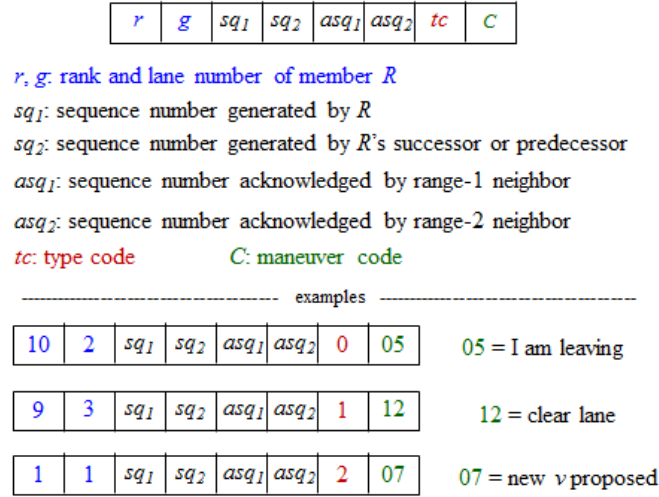 r g sq1 sq2 asq1 asq2 tc C
r, g: rank and lane number of member R
sq1: sequence number generated by R
sq2: sequence number generated by R's successor or predecessor
asq1: sequence number acknowledged by range-1 neighbor
asq2: sequence number acknowledged by range-2 neighbor
tc: type code C: maneuver code
---------------------------------------- examples ----------------------------------------
10 2 sq1 sq2 asq1 asq2 0 05 05 = I am leaving
9 3 sq1 sq2 asq1 asq2 1 12 12 = clear lane
1 1 sq1 sq2 asq1 asq2 2 07 07 = new v proposed